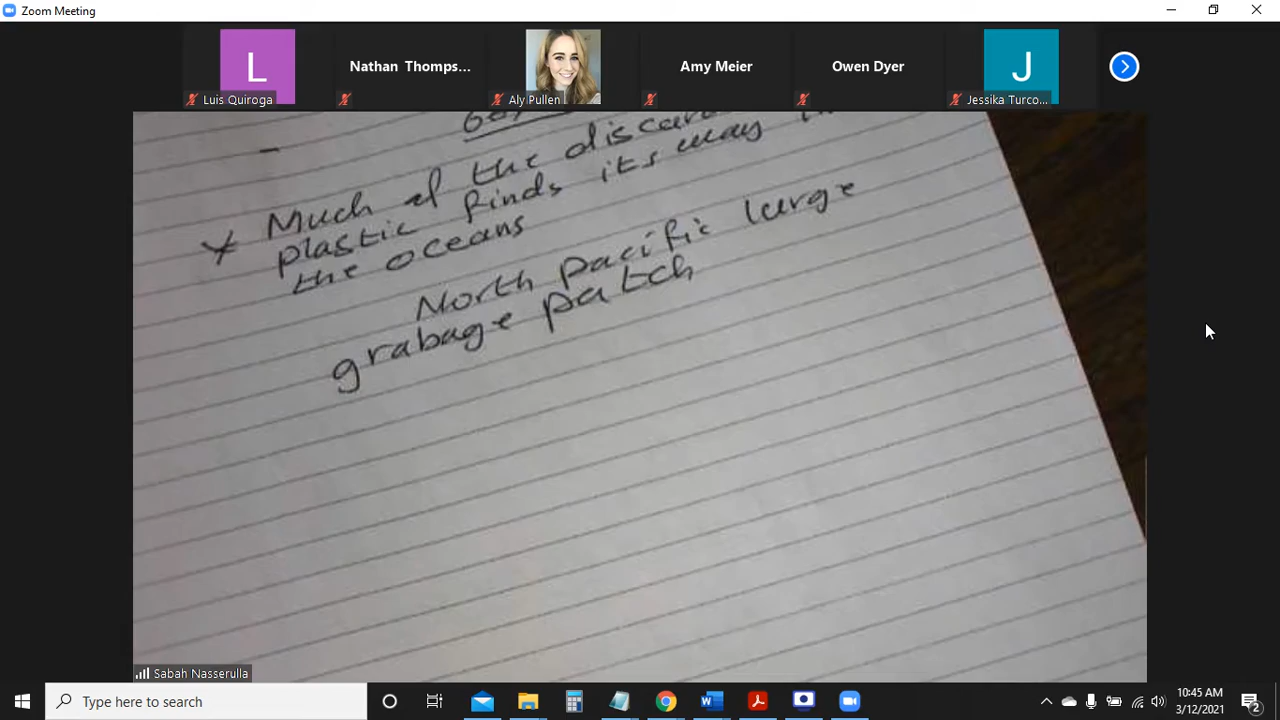 Zoom Meeting
L
Luis Quiroga
Nathan Thomps...
Aly Pullen
Amy Meier
Owen Dyer
J
Jessika Turco...
* Much of the
plastic finds its way
the oceans
North pacific large
grabage patch
Sabah Nasserulla
Type here to search
10:45 AM
3/12/2021
2